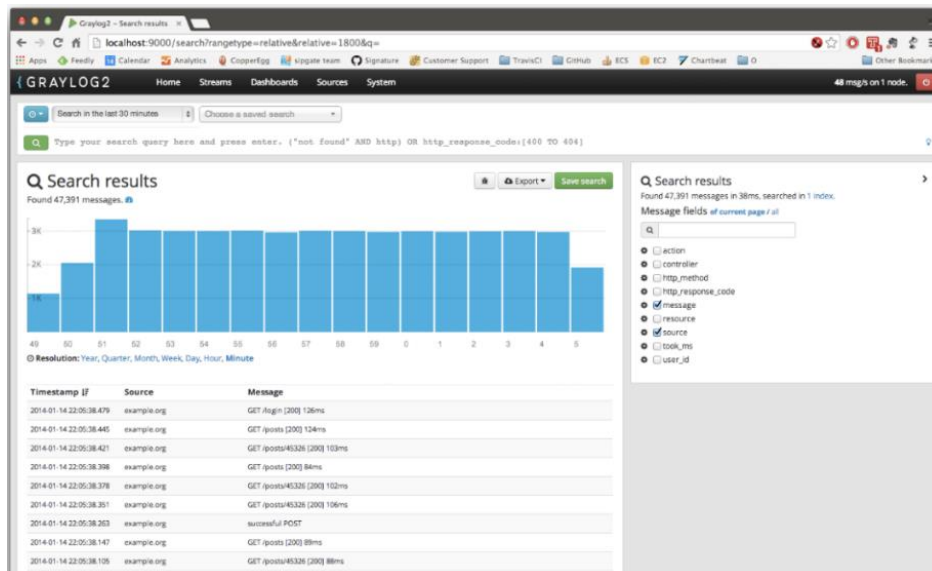 Graylog2 - Search results
localhost:9000/search?rangetype=relative&relative=1800&q=
Apps Feedly Calendar Analytics CopperEgg sipgate team Signature Customer Support TravisCI GitHub ECS EC2 Chartbeat O Other Bookmark
{GRAYLOG2 Home Streams Dashboards Sources System 48 msg/s on 1 node.
Search in the last 30 minutes Choose a saved search
Type your search query here and press enter. ("not found" AND http) OR http_response_code:[400 TO 404]
Search results
Export Save search
Found 47,391 messages.
3K
2K
1K
49 50 51 52 53 54 55 56 57 58 59 0 1 2 3 4 5
Resolution: Year, Quarter, Month, Week, Day, Hour, Minute
Timestamp Source Message
2014-01-14 22:05:38.479 example.org GET /login [200] 126ms
2014-01-14 22:05:38.445 example.org GET /posts [200] 124ms
2014-01-14 22:05:38.421 example.org GET /posts/45326 [200] 103ms
2014-01-14 22:05:38.398 example.org GET /posts [200] 84ms
2014-01-14 22:05:38.378 example.org GET /posts/45326 [200] 102ms
2014-01-14 22:05:38.351 example.org GET /posts/45326 [200] 106ms
2014-01-14 22:05:38.263 example.org successful POST
2014-01-14 22:05:38.147 example.org GET /posts [200] 89ms
2014-01-14 22:05:38.105 example.org GET /posts/45326 [200] 88ms
Search results
Found 47,391 messages in 38ms, searched in 1 index.
Message fields of current page / all
action
controller
http_method
http_response_code
message
resource
source
took_ms
user_id